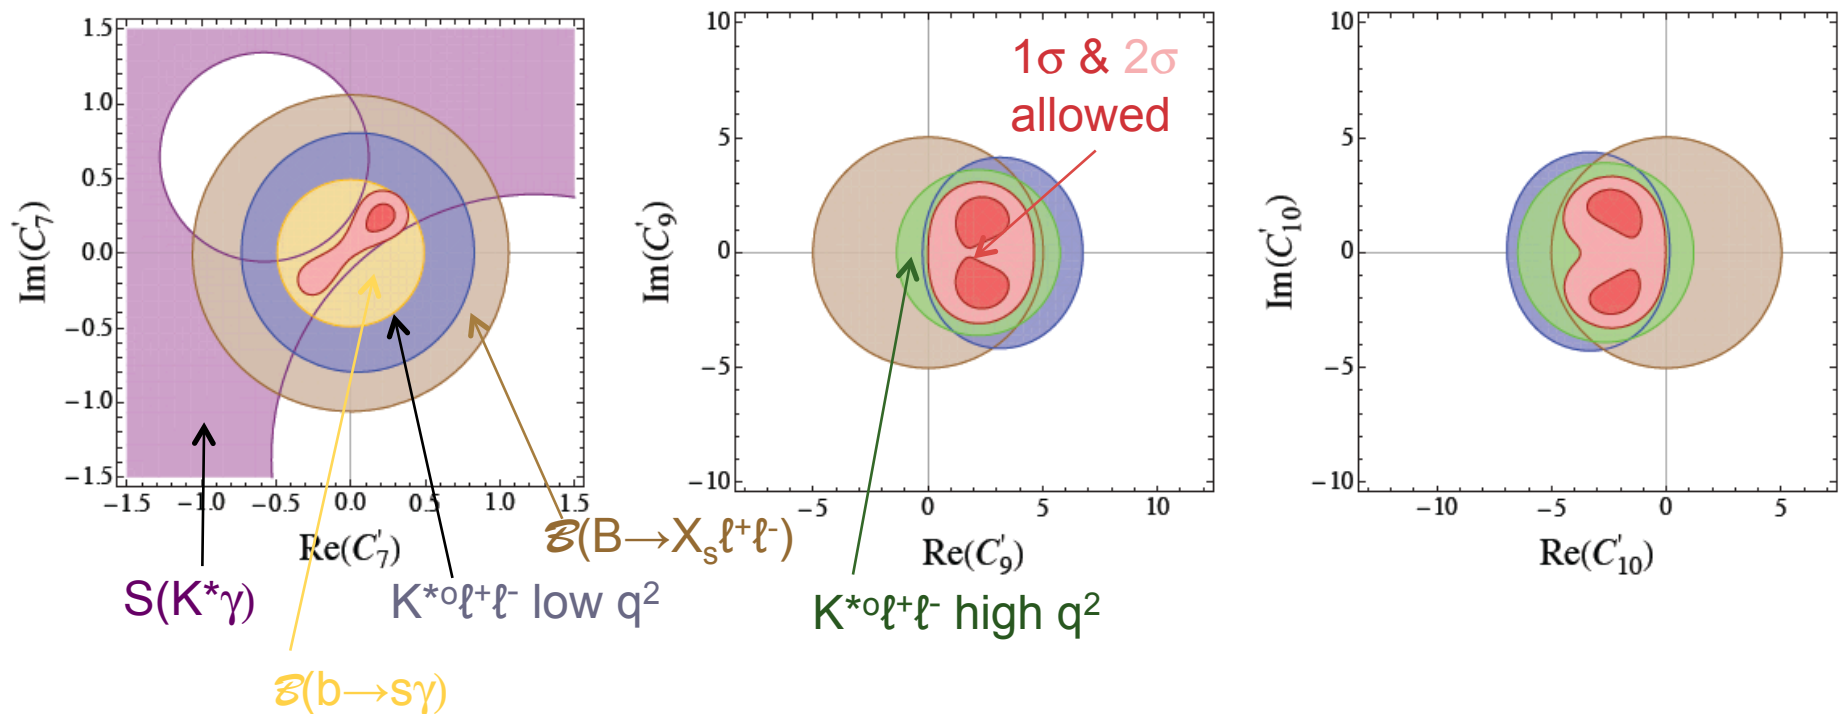 1.5
1.0
0.5
0.0
−0.5
−1.0
−1.5
−1.5 −1.0 −0.5 0.0 0.5 1.0 1.5
Im(C′7)
Re(C′7)
S(K*γ)
ℬ(b→sγ)
K*oℓ+ℓ- low q2
ℬ(B→Xsℓ+ℓ-)
10
5
0
−5
−10
−5 0 5 10
Im(C′9)
Re(C′9)
1σ & 2σ
allowed
K*oℓ+ℓ- high q2
10
5
0
−5
−10
−10 −5 0 5
Im(C′10)
Re(C′10)